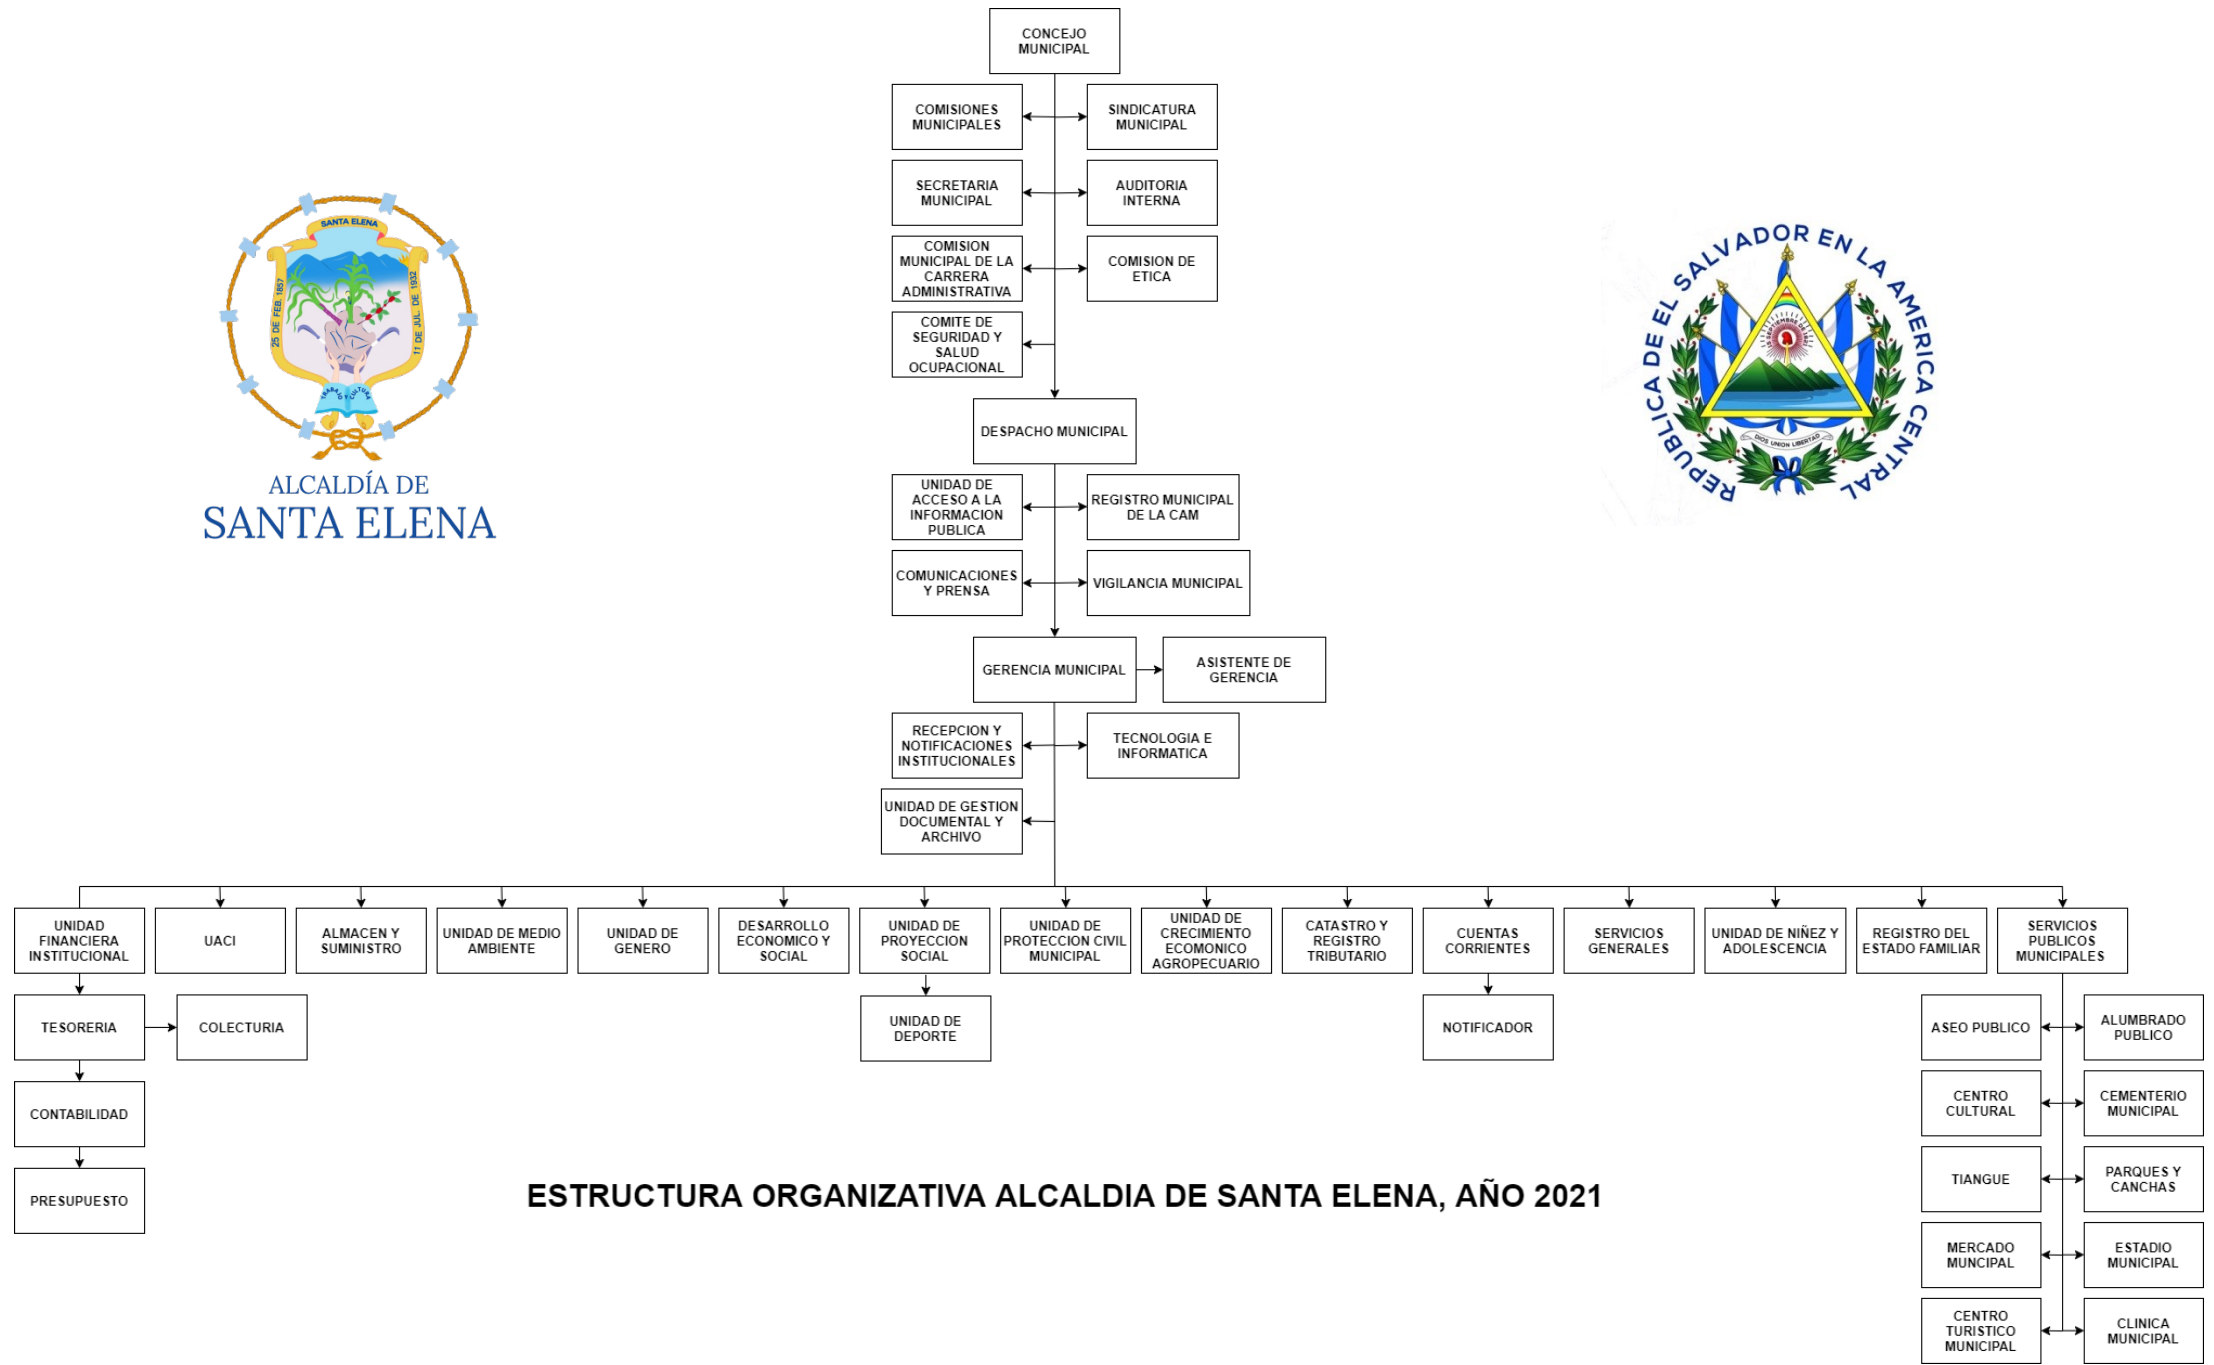 CONCEJO
MUNICIPAL
COMISIONES
MUNICIPALES
SINDICATURA
MUNICIPAL
SECRETARIA
MUNICIPAL
AUDITORIA
INTERNA
COMISION
MUNICIPAL DE LA
CARRERA
ADMINISTRATIVA
COMISION DE
ETICA
COMITE DE
SEGURIDAD Y
SALUD
OCUPACIONAL
SANTA ELENA
25 DE FEB. 1857
11 DE JUL. DE 1932
TRABAJO Y CULTURA
ALCALDÍA DE
SANTA ELENA
REPUBLICA DE EL SALVADOR EN LA AMERICA CENTRAL
15 SEPTIEMBRE DE 1821
DIOS UNION LIBERTAD
DESPACHO MUNICIPAL
UNIDAD DE
ACCESO A LA
INFORMACION
PUBLICA
REGISTRO MUNICIPAL
DE LA CAM
COMUNICACIONES
Y PRENSA
VIGILANCIA MUNICIPAL
GERENCIA MUNICIPAL
ASISTENTE DE
GERENCIA
RECEPCION Y
NOTIFICACIONES
INSTITUCIONALES
TECNOLOGIA E
INFORMATICA
UNIDAD DE GESTION
DOCUMENTAL Y
ARCHIVO
UNIDAD
FINANCIERA
INSTITUCIONAL
UACI
ALMACEN Y
SUMINISTRO
UNIDAD DE MEDIO
AMBIENTE
UNIDAD DE
GENERO
DESARROLLO
ECONOMICO Y
SOCIAL
UNIDAD DE
PROYECCION
SOCIAL
UNIDAD DE
PROTECCION CIVIL
MUNICIPAL
UNIDAD DE
CRECIMIENTO
ECOMONICO
AGROPECUARIO
CATASTRO Y
REGISTRO
TRIBUTARIO
CUENTAS
CORRIENTES
SERVICIOS
GENERALES
UNIDAD DE NIÑEZ Y
ADOLESCENCIA
REGISTRO DEL
ESTADO FAMILIAR
SERVICIOS
PUBLICOS
MUNICIPALES
TESORERIA
COLECTURIA
UNIDAD DE
DEPORTE
NOTIFICADOR
ASEO PUBLICO
ALUMBRADO
PUBLICO
CONTABILIDAD
CENTRO
CULTURAL
CEMENTERIO
MUNICIPAL
PRESUPUESTO
TIANGUE
PARQUES Y
CANCHAS
ESTRUCTURA ORGANIZATIVA ALCALDIA DE SANTA ELENA, AÑO 2021
MERCADO
MUNCIPAL
ESTADIO
MUNICIPAL
CENTRO
TURISTICO
MUNICIPAL
CLINICA
MUNICIPAL